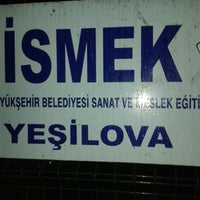 İSMEK
YÜKŞEHİR BELEDİYESİ SANAT VE MESLEK EĞİTİ
YEŞİLOVA